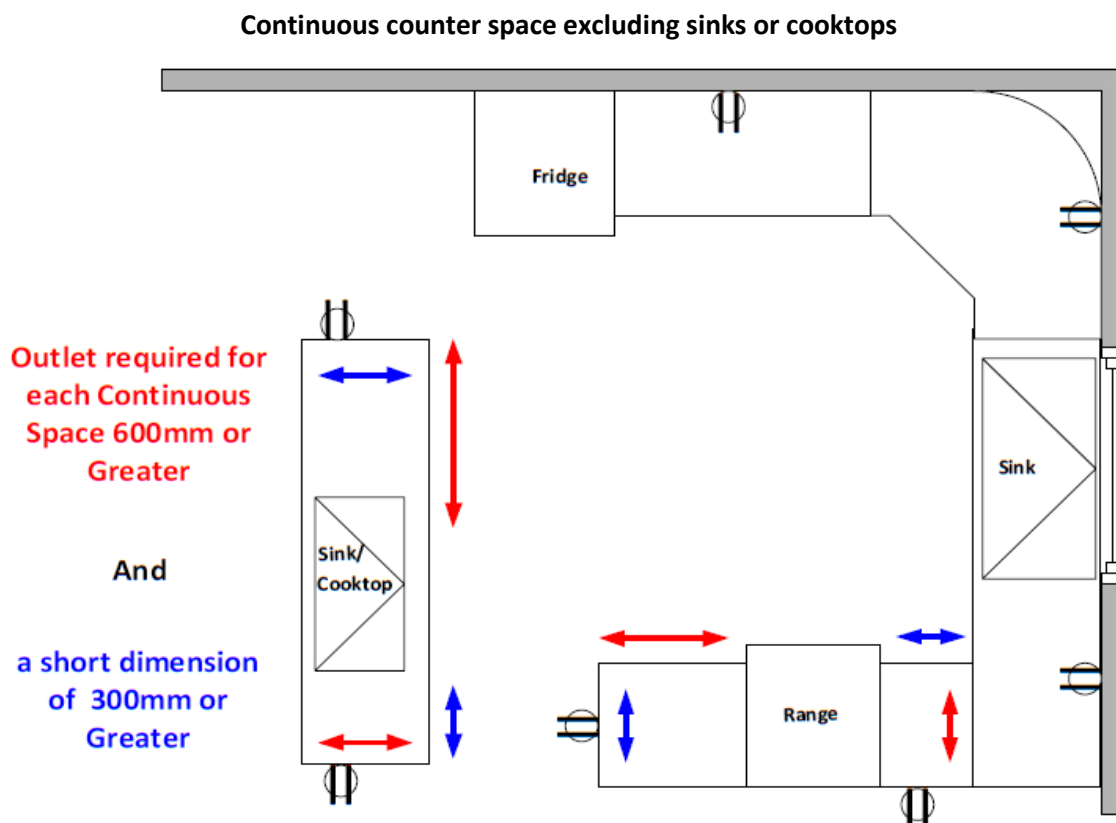 Continuous counter space excluding sinks or cooktops
Fridge
Outlet required for
each Continuous
Space 600mm or
Greater
And
a short dimension
of 300mm or
Greater
Sink/
Cooktop
Sink
Range